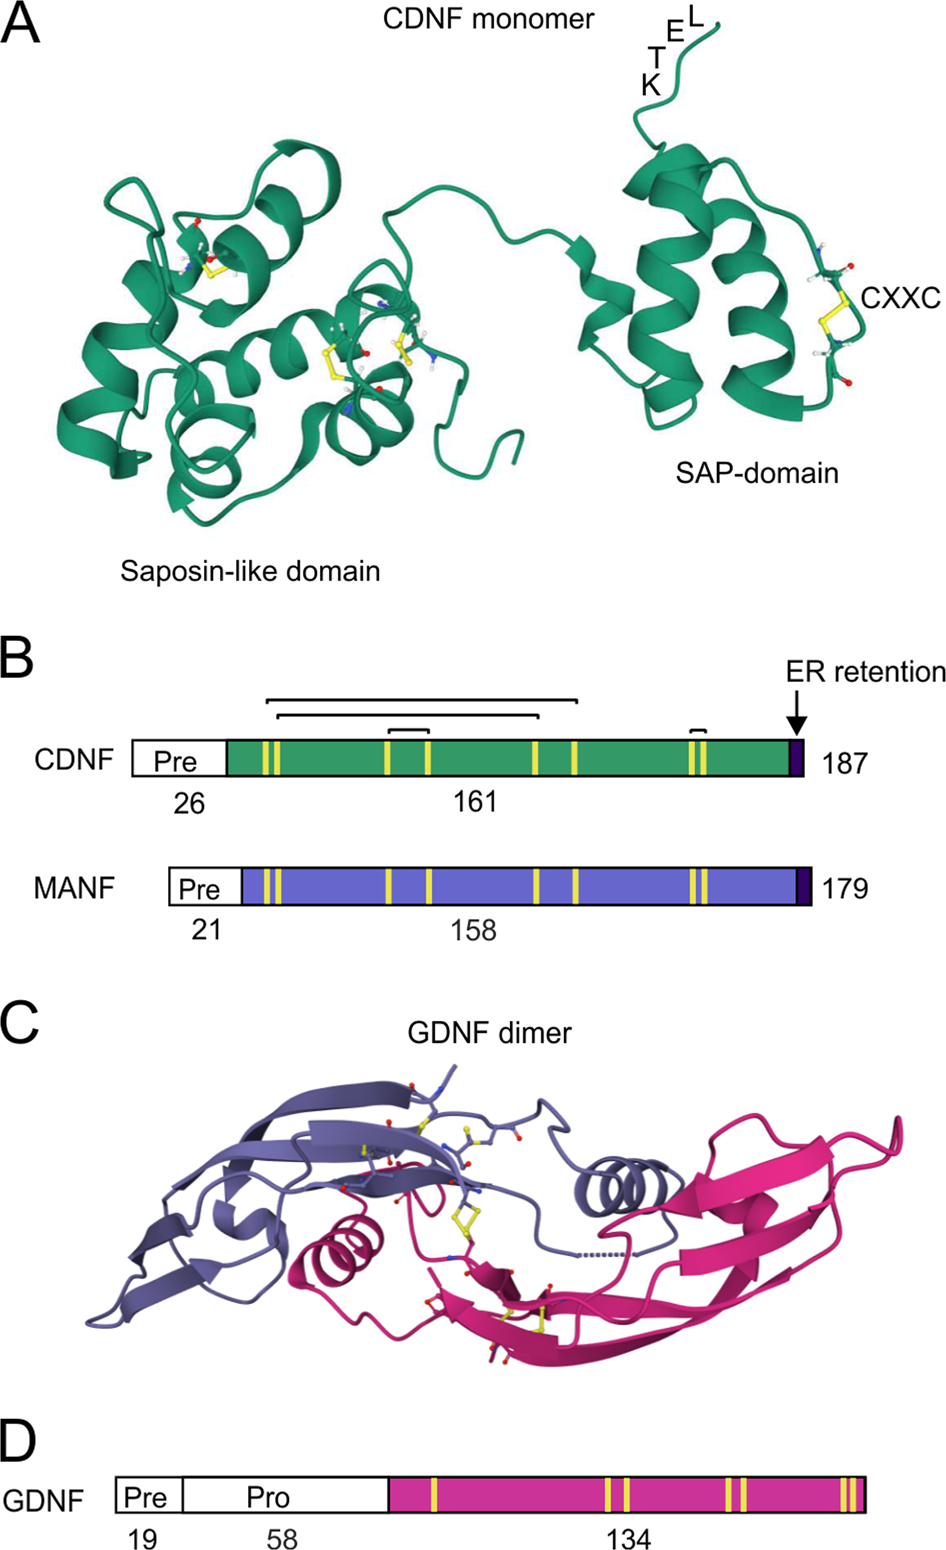 A
CDNF monomer
L
E
T
K
CXXC
SAP-domain
Saposin-like domain
B
ER retention
CDNF Pre 187
26 161
MANF Pre 179
21 158
C
GDNF dimer
D
GDNF Pre Pro
19 58 134